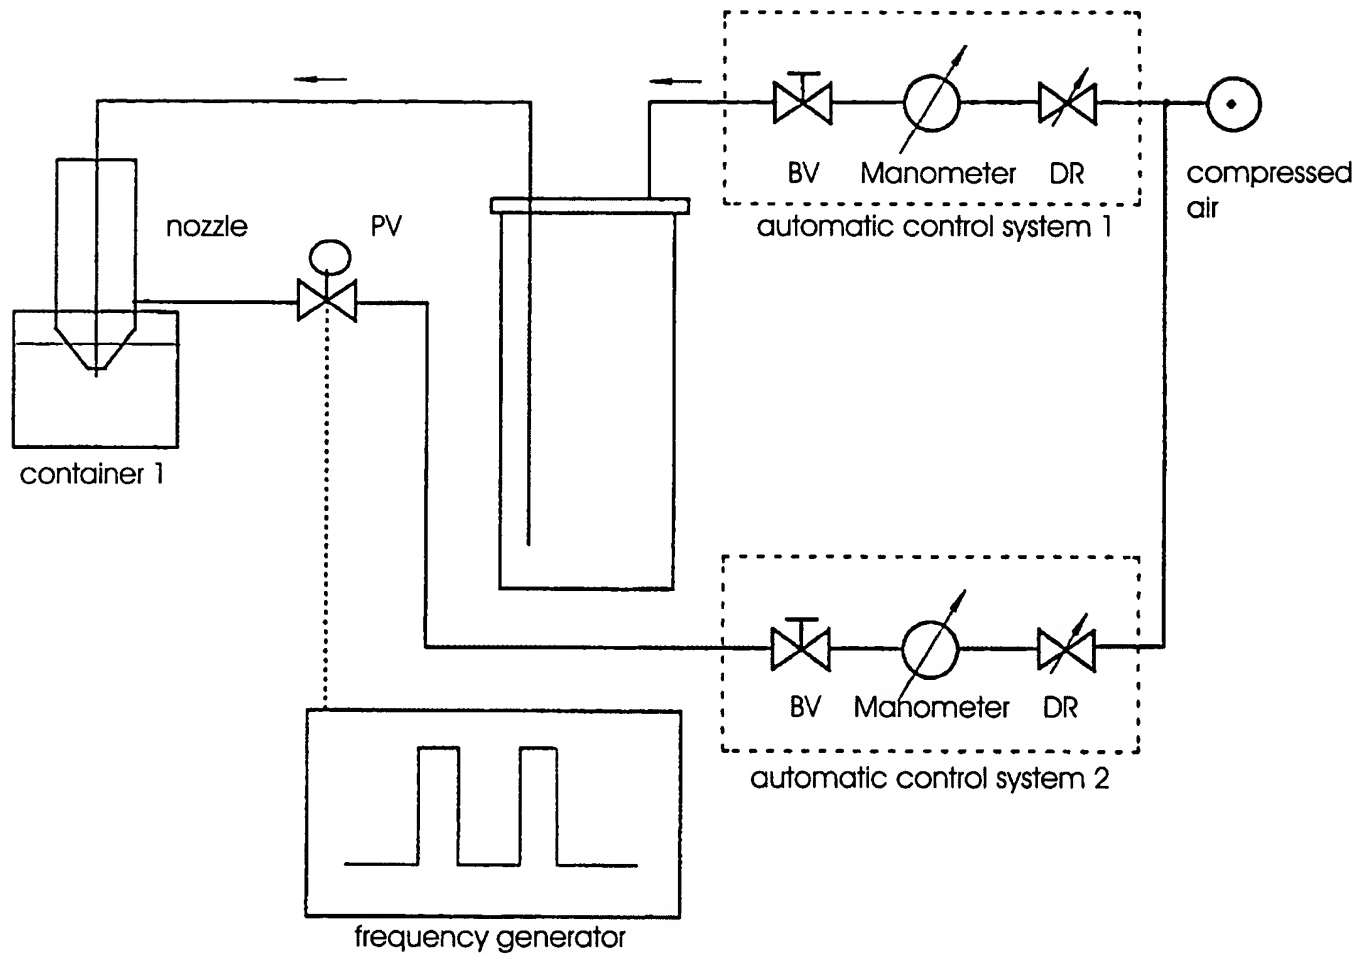 BV Manometer DR
compressed
air
automatic control system 1
nozzle
PV
container 1
BV Manometer DR
automatic control system 2
frequency generator